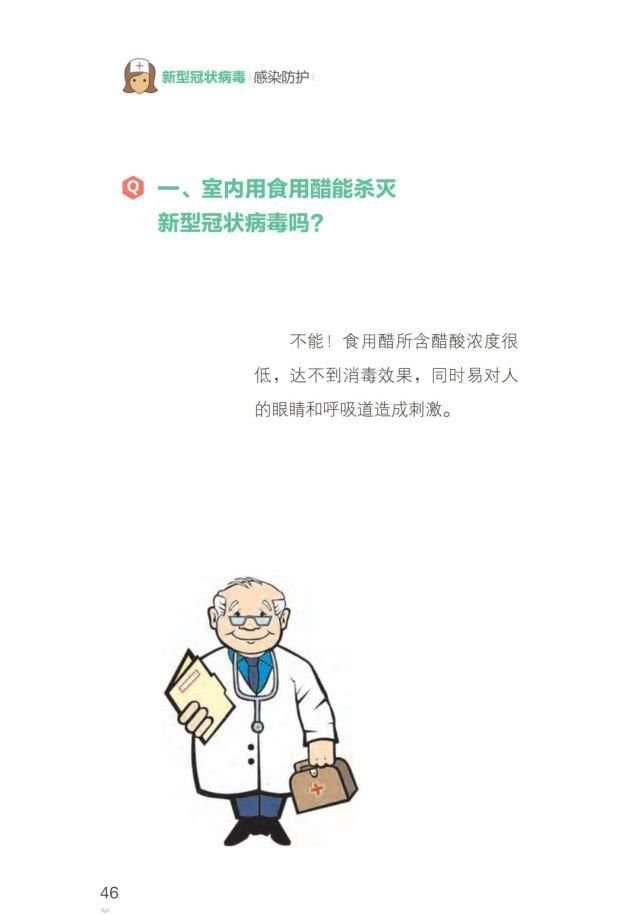 新型冠状病毒 感染防护
Q 一、室内用食用醋能杀灭
新型冠状病毒吗?
不能！食用醋所含醋酸浓度很
低，达不到消毒效果，同时易对人
的眼睛和呼吸道造成刺激。
46